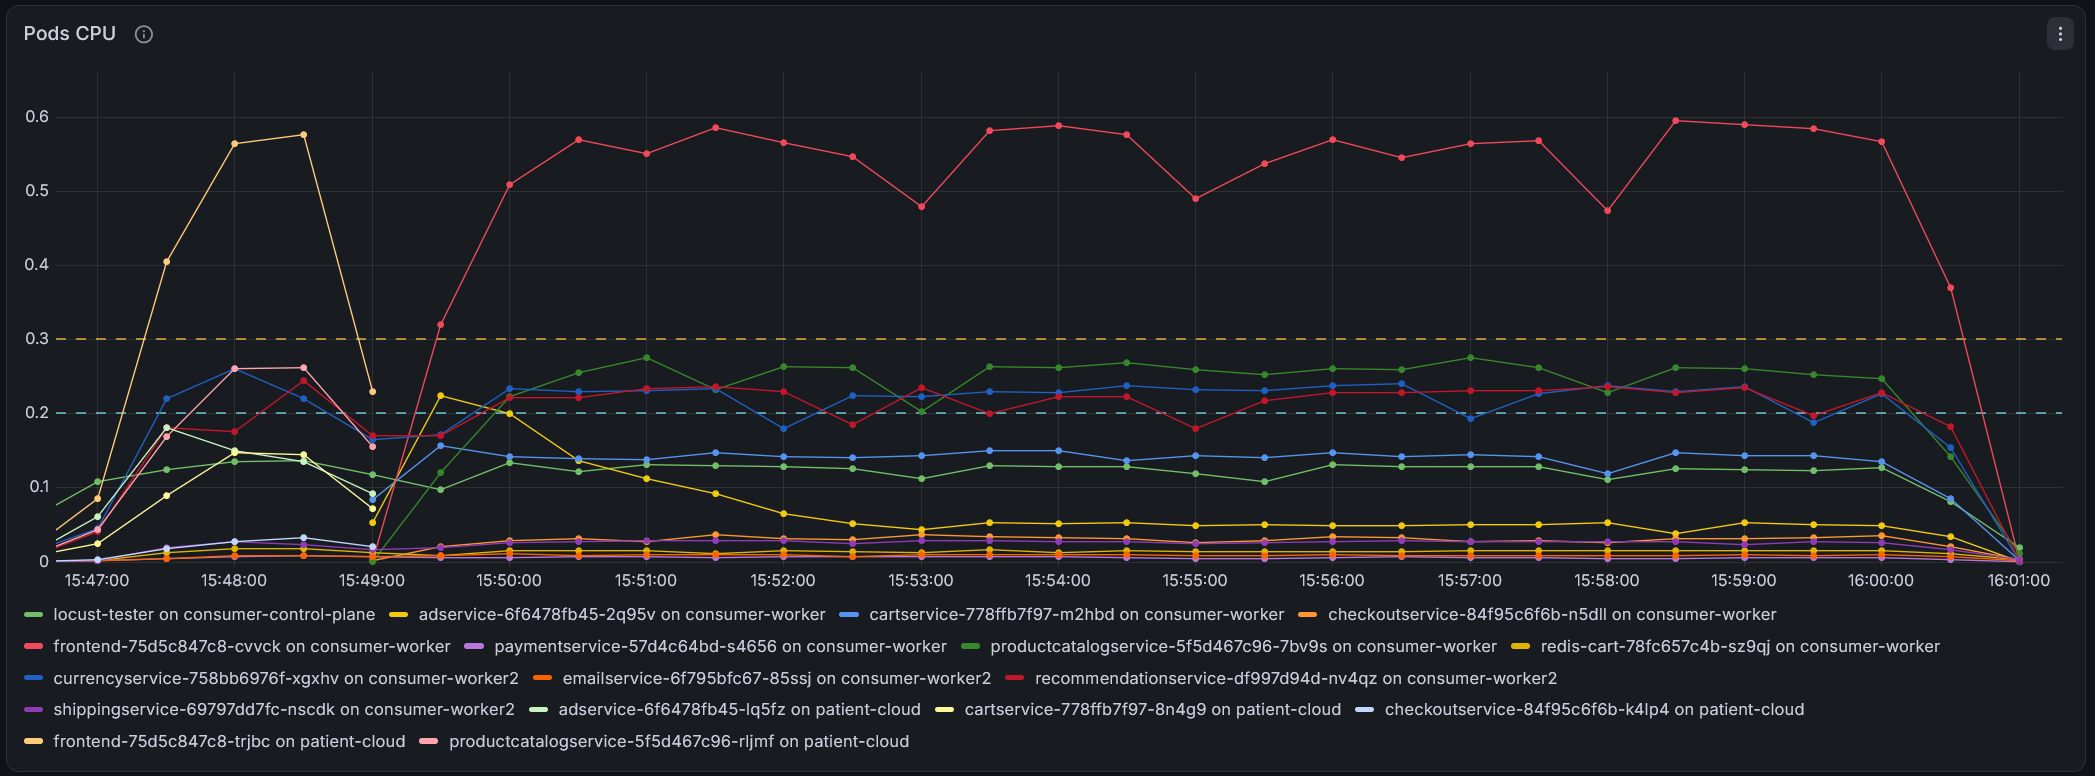 Pods CPU
0.6
0.5
0.4
0.3
0.2
0.1
0
15:47:00 15:48:00 15:49:00 15:50:00 15:51:00 15:52:00 15:53:00 15:54:00 15:55:00 15:56:00 15:57:00 15:58:00 15:59:00 16:00:00 16:01:00
locust-tester on consumer-control-plane adservice-6f6478fb45-2q95v on consumer-worker cartservice-778ffb7f97-m2hbd on consumer-worker checkoutservice-84f95c6f6b-n5dll on consumer-worker
frontend-75d5c847c8-cvvck on consumer-worker paymentservice-57d4c64bd-s4656 on consumer-worker productcatalogservice-5f5d467c96-7bv9s on consumer-worker redis-cart-78fc657c4b-sz9qj on consumer-worker
currencyservice-758bb6976f-xgxhv on consumer-worker2 emailservice-6f795bfc67-85ssj on consumer-worker2 recommendationservice-df997d94d-nv4qz on consumer-worker2
shippingservice-69797dd7fc-nscdk on consumer-worker2 adservice-6f6478fb45-lq5fz on patient-cloud cartservice-778ffb7f97-8n4g9 on patient-cloud checkoutservice-84f95c6f6b-k4lp4 on patient-cloud
frontend-75d5c847c8-trjbc on patient-cloud productcatalogservice-5f5d467c96-rljmf on patient-cloud